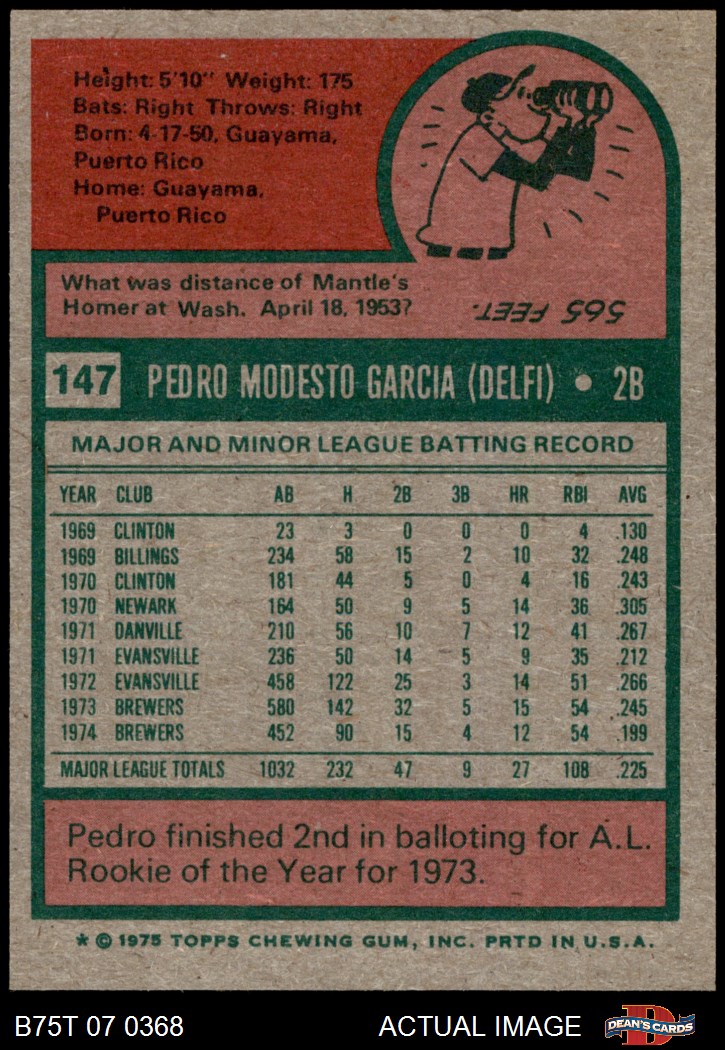 Height: 5'10" Weight: 175
Bats: Right Throws: Right
Born: 4-17-50, Guayama,
Puerto Rico
Home: Guayama,
Puerto Rico
What was distance of Mantle's
Homer at Wash. April 18, 1953?
565 FEET.
147 PEDRO MODESTO GARCIA (DELFI) • 2B
MAJOR AND MINOR LEAGUE BATTING RECORD
YEAR CLUB AB H 2B 3B HR RBI AVG
1969 CLINTON 23 3 0 0 0 4 .130
1969 BILLINGS 234 58 15 2 10 32 .248
1970 CLINTON 181 44 5 0 4 16 .243
1970 NEWARK 164 50 9 5 14 36 .305
1971 DANVILLE 210 56 10 7 12 41 .267
1971 EVANSVILLE 236 50 14 5 9 35 .212
1972 EVANSVILLE 458 122 25 3 14 51 .266
1973 BREWERS 580 142 32 5 15 54 .245
1974 BREWERS 452 90 15 4 12 54 .199
MAJOR LEAGUE TOTALS 1032 232 47 9 27 108 .225
Pedro finished 2nd in balloting for A.L.
Rookie of the Year for 1973.
* © 1975 TOPPS CHEWING GUM, INC. PRTD IN U.S.A.
B75T 07 0368 ACTUAL IMAGE D DEAN'S CARDS